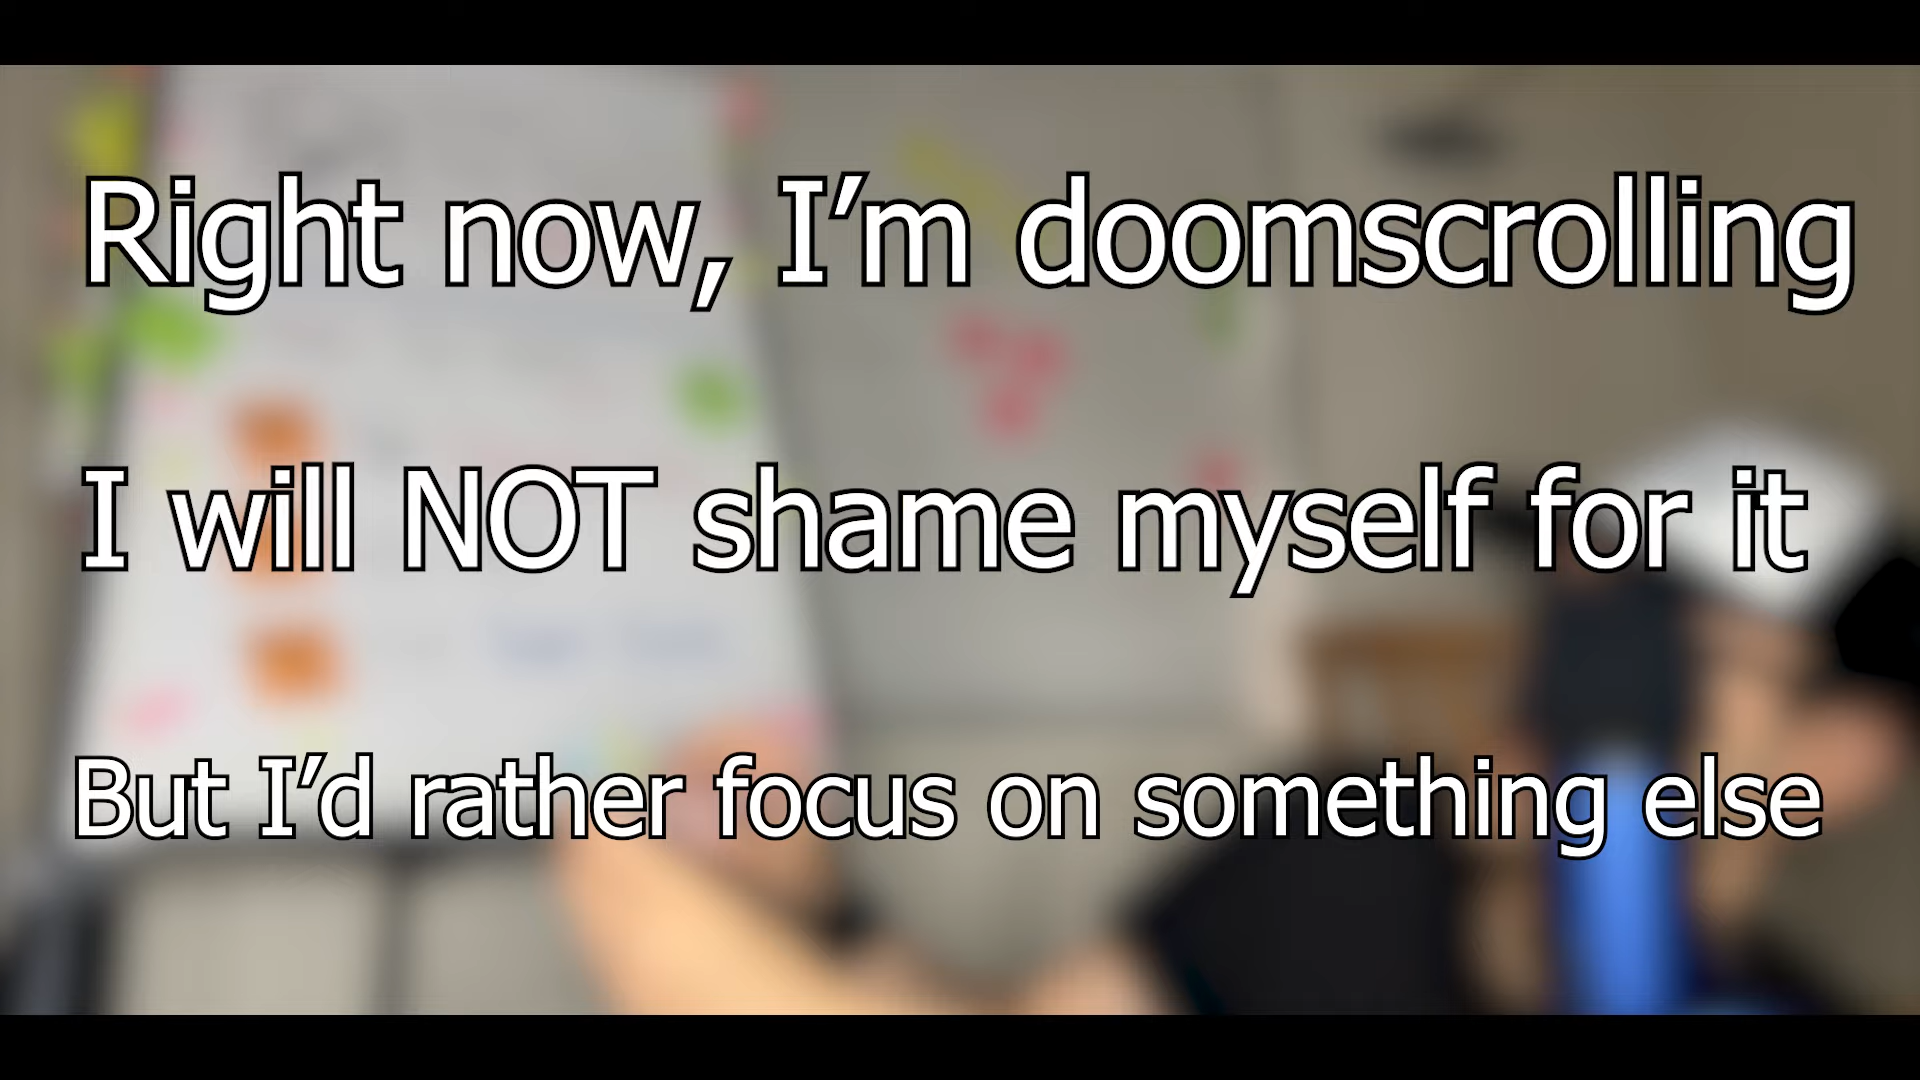 Right now, I’m doomscrolling
I will NOT shame myself for it
But I’d rather focus on something else